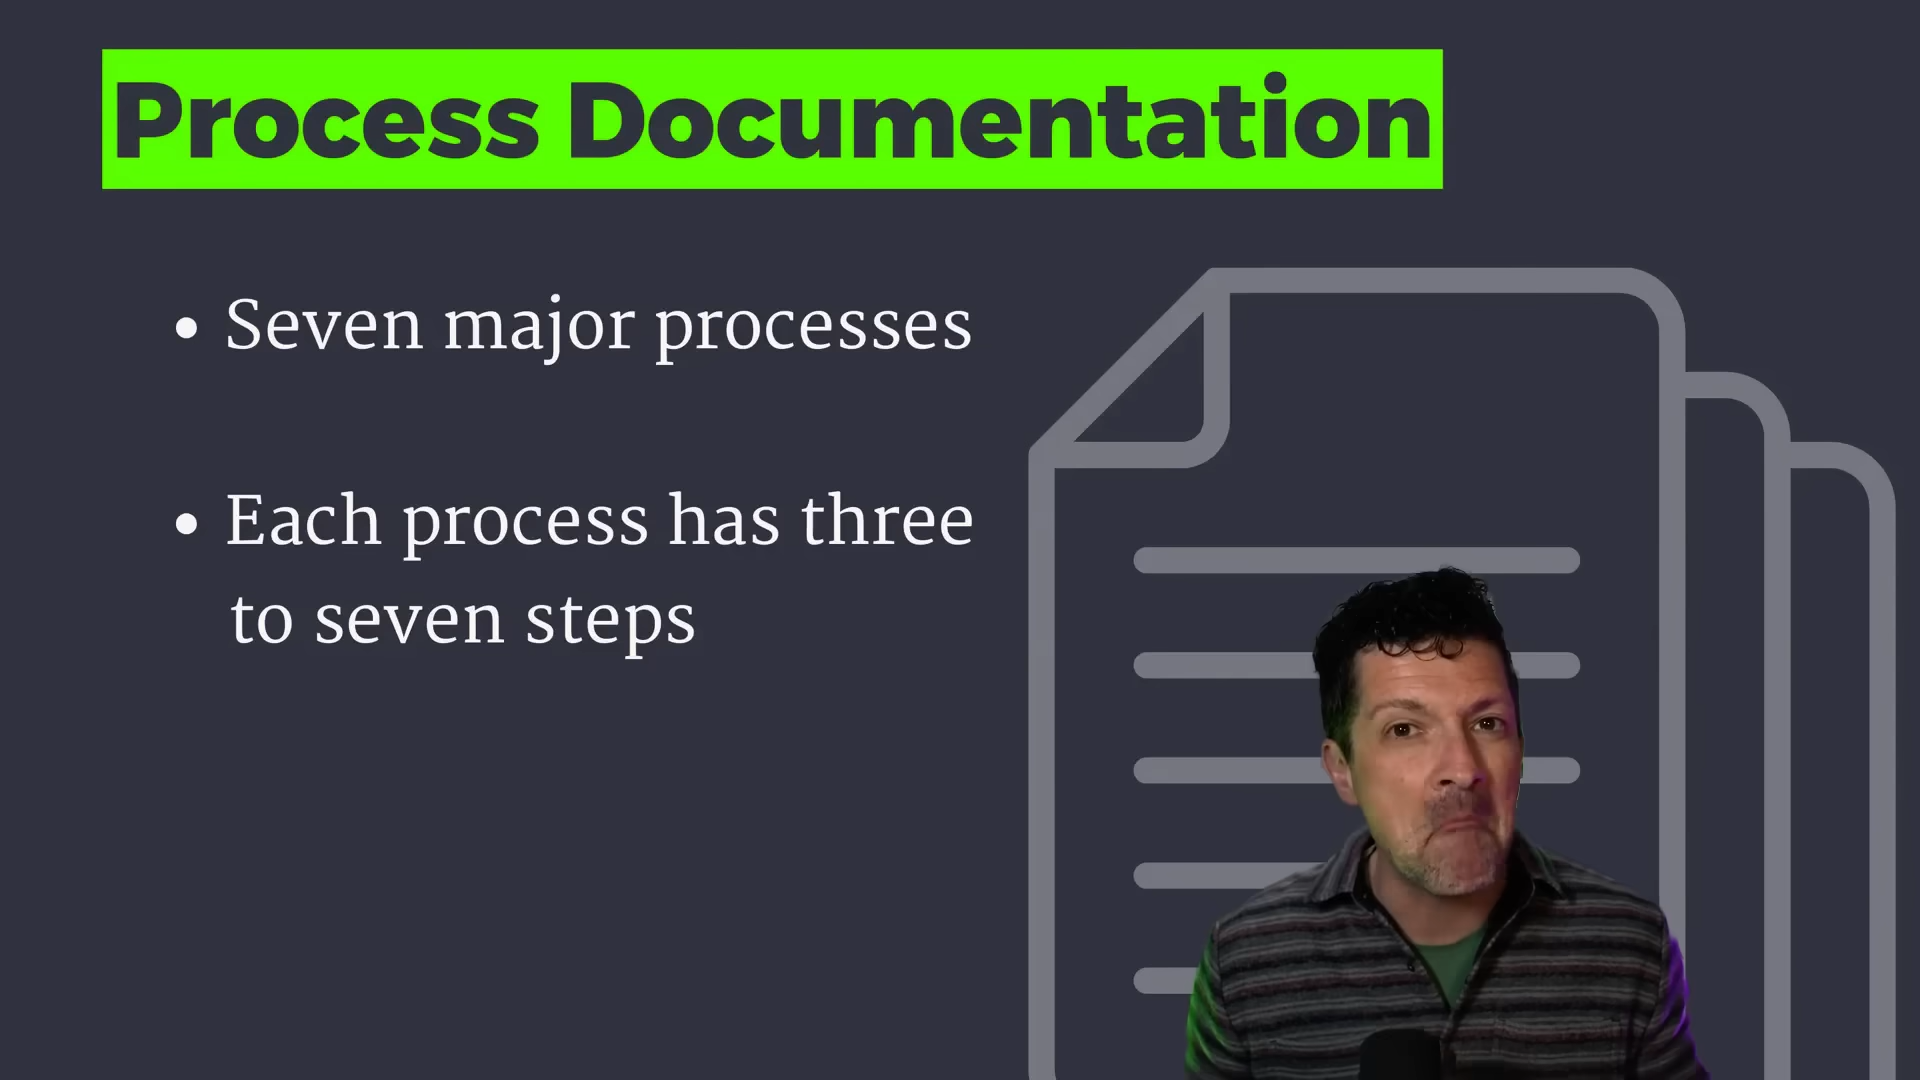 Process Documentation
• Seven major processes
• Each process has three
to seven steps